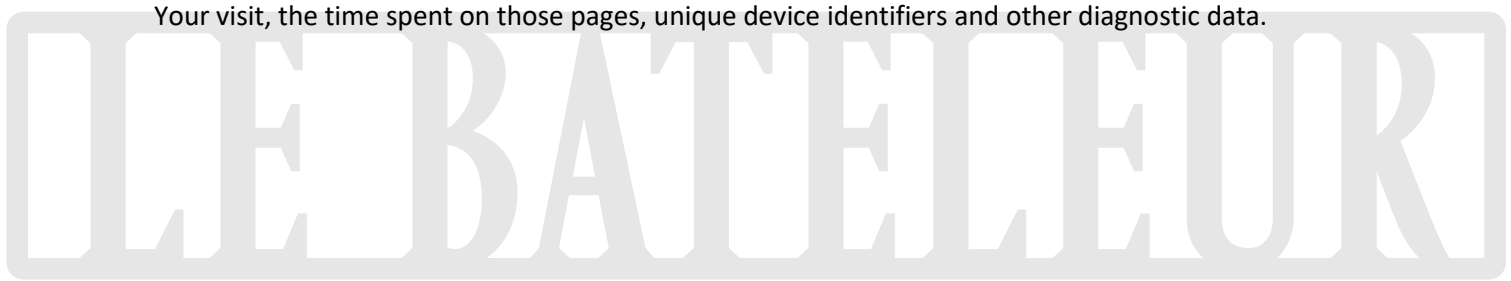 Your visit, the time spent on those pages, unique device identifiers and other diagnostic data.
LE BATELEUR